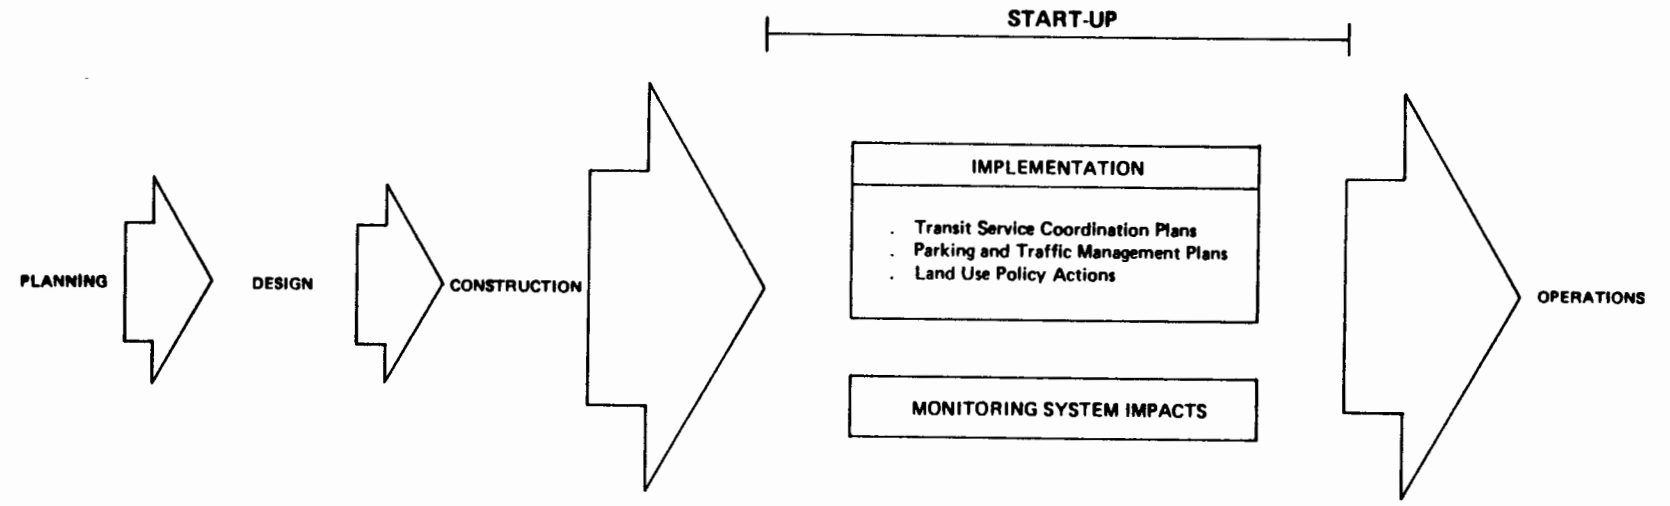 START-UP
IMPLEMENTATION
. Transit Service Coordination Plans
. Parking and Traffic Management Plans
. Land Use Policy Actions
PLANNING
DESIGN
CONSTRUCTION
OPERATIONS
MONITORING SYSTEM IMPACTS